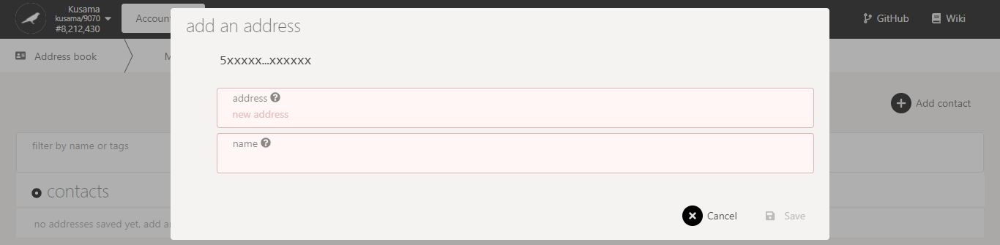 Kusama
kusama/9070
#8,212,430
Account
GitHub
Wiki
Address book
M
add an address
5xxxxx...xxxxxx
address
new address
name
Add contact
filter by name or tags
contacts
no addresses saved yet, add a
Cancel
Save